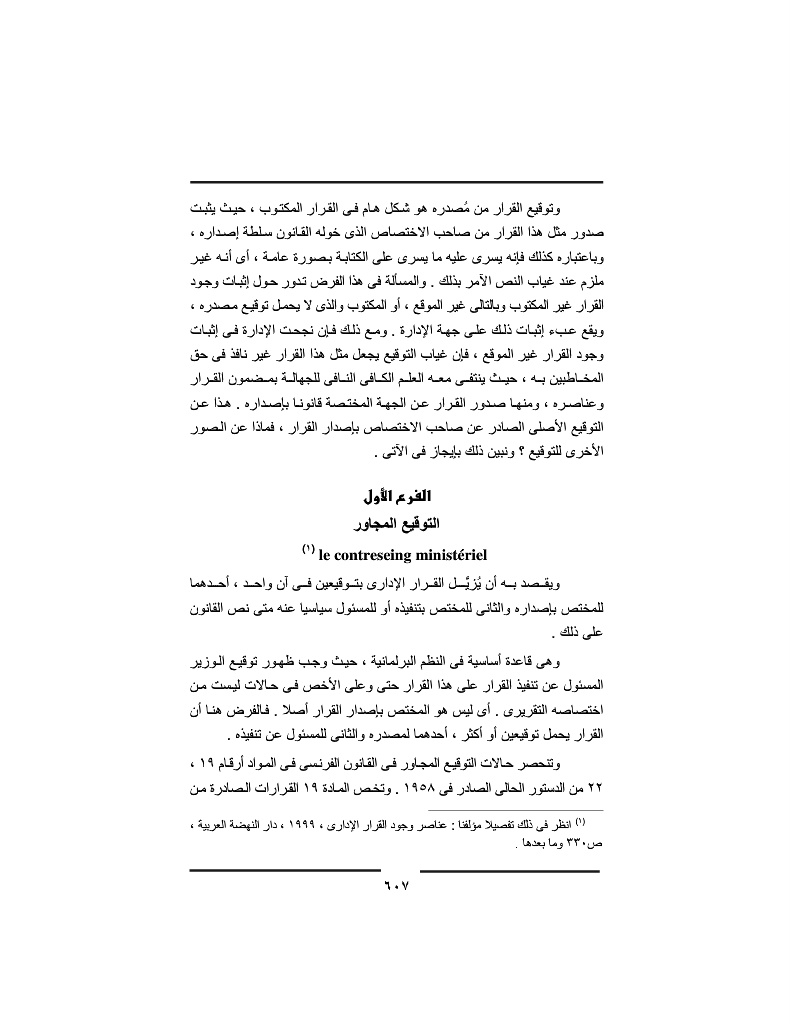 وتوقيع القرار من مُصدره هو شكل هام فى القرار المكتوب ، حيث يثبت
صدور مثل هذا القرار من صاحب الاختصاص الذى خوله القانون سلطة إصداره ،
وباعتباره كذلك فإنه يسرى عليه ما يسرى على الكتابة بصورة عامة ، أى أنه غير
ملزم عند غياب النص الآمر بذلك . والمسألة فى هذا الفرض تدور حول إثبات وجود
القرار غير المكتوب وبالتالى غير الموقع ، أو المكتوب والذى لا يحمل توقيع مصدره ،
ويقع عبء إثبات ذلك على جهة الإدارة . ومع ذلك فإن نجحت الإدارة فى إثبات
وجود القرار غير الموقع ، فإن غياب التوقيع يجعل مثل هذا القرار غير نافذ فى حق
المخاطبين به ، حيث ينتفى معه العلم الكافى النافى للجهالة بمضمون القرار
وعناصره ، ومنها صدور القرار عن الجهة المختصة قانونا بإصداره . هذا عن
التوقيع الأصلى الصادر عن صاحب الاختصاص بإصدار القرار ، فماذا عن الصور
الأخرى للتوقيع ؟ ونبين ذلك بإيجاز فى الآتى .
الفرع الأول
التوقيع المجاور
le contreseing ministériel (١)
ويقصد به أن يُزيَّل القرار الإدارى بتوقيعين فى آن واحد ، أحدهما
للمختص بإصداره والثانى للمختص بتنفيذه أو للمسئول سياسيا عنه متى نص القانون
على ذلك .
وهى قاعدة أساسية فى النظم البرلمانية ، حيث وجب ظهور توقيع الوزير
المسئول عن تنفيذ القرار على هذا القرار حتى وعلى الأخص فى حالات ليست من
اختصاصه التقريرى . أى ليس هو المختص بإصدار القرار أصلا . فالفرض هنا أن
القرار يحمل توقيعين أو أكثر ، أحدهما لمصدره والثانى للمسئول عن تنفيذه .
وتنحصر حالات التوقيع المجاور فى القانون الفرنسى فى المواد أرقام ١٩ ،
٢٢ من الدستور الحالى الصادر فى ١٩٥٨ . وتخص المادة ١٩ القرارات الصادرة من
(١) انظر فى ذلك تفصيلا مؤلفنا : عناصر وجود القرار الإدارى ، ١٩٩٩ ، دار النهضة العربية ،
ص٣٣٠ وما بعدها .
٦٠٧